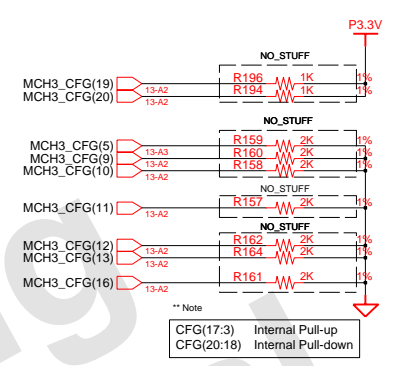 P3.3V
NO_STUFF
MCH3_CFG(19) 13-A2 R196 1K 1%
MCH3_CFG(20) 13-A2 R194 1K 1%
NO_STUFF
MCH3_CFG(5) 13-A3 R159 2K 1%
MCH3_CFG(9) 13-A2 R160 2K 1%
MCH3_CFG(10) 13-A2 R158 2K 1%
NO_STUFF
MCH3_CFG(11) 13-A2 R157 2K 1%
NO_STUFF
MCH3_CFG(12) 13-A2 R162 2K 1%
MCH3_CFG(13) 13-A2 R164 2K 1%
MCH3_CFG(16) 13-A2 R161 2K 1%
** Note
CFG(17:3) Internal Pull-up
CFG(20:18) Internal Pull-down